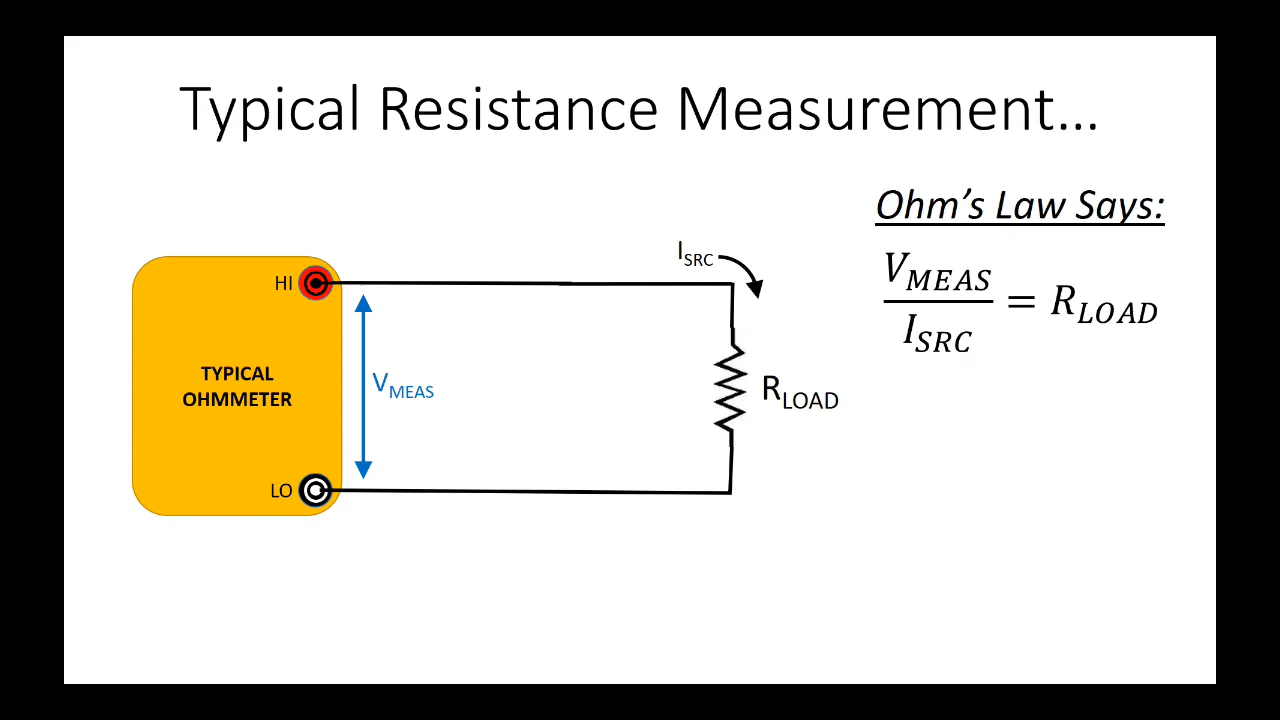 Typical Resistance Measurement...
Ohm's Law Says:
V_MEAS / I_SRC = R_LOAD
I_SRC
HI
TYPICAL
OHMMETER
V_MEAS
R_LOAD
LO